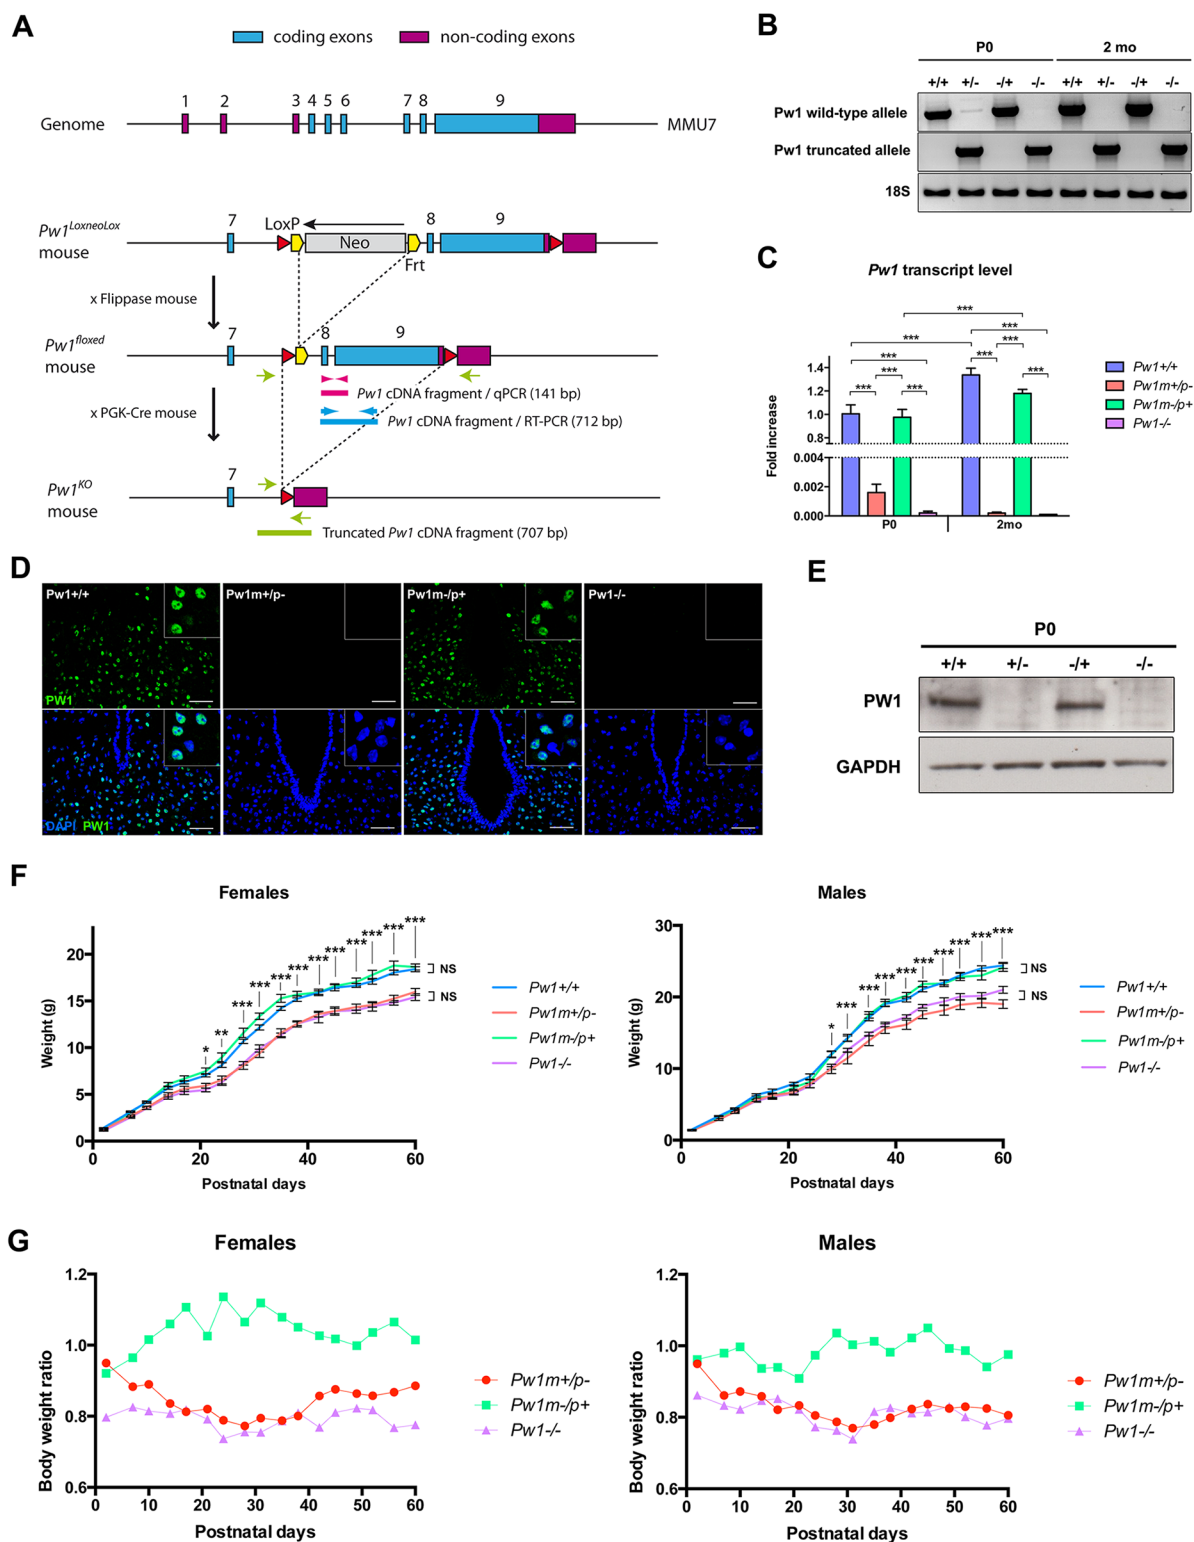 A
coding exons
non-coding exons
1 2 3 4 5 6 7 8 9
Genome
MMU7
7 8 9
LoxP
Pw1LoxneoLox
mouse
Neo
Frt
x Flippase mouse
7 8 9
Pw1floxed
mouse
Pw1 cDNA fragment / qPCR (141 bp)
x PGK-Cre mouse
Pw1 cDNA fragment / RT-PCR (712 bp)
7
Pw1KO
mouse
Truncated Pw1 cDNA fragment (707 bp)
B
P0 2 mo
+/+ +/- -/+ -/- +/+ +/- -/+ -/-
Pw1 wild-type allele
Pw1 truncated allele
18S
C
Pw1 transcript level
***
*** ***
*** *** ***
*** *** *** ***
Fold increase
1.4
1.2
1.0
0.8
0.004
0.002
0.000
P0 2mo
Pw1+/+
Pw1m+/p-
Pw1m-/p+
Pw1-/-
D
Pw1+/+ Pw1m+/p- Pw1m-/p+ Pw1-/-
PW1
DAPI PW1
E
P0
+/+ +/- -/+ -/-
PW1
GAPDH
F
Females
Weight (g)
20
15
10
5
0
0 20 40 60
Postnatal days
* ** *** *** *** *** *** *** *** *** *** ***
NS
NS
Pw1+/+
Pw1m+/p-
Pw1m-/p+
Pw1-/-
Males
Weight (g)
30
20
10
0
0 20 40 60
Postnatal days
* *** *** *** *** *** *** *** *** ***
NS
NS
Pw1+/+
Pw1m+/p-
Pw1m-/p+
Pw1-/-
G
Females
Body weight ratio
1.2
1.0
0.8
0.6
0 10 20 30 40 50 60
Postnatal days
Pw1m+/p-
Pw1m-/p+
Pw1-/-
Males
Body weight ratio
1.2
1.0
0.8
0.6
0 10 20 30 40 50 60
Postnatal days
Pw1m+/p-
Pw1m-/p+
Pw1-/-